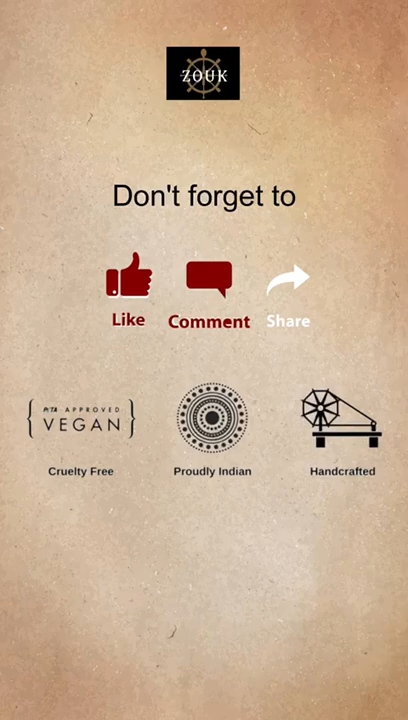 ZOUK
Don't forget to
Like Comment Share
PeTA APPROVED
VEGAN
Cruelty Free Proudly Indian Handcrafted